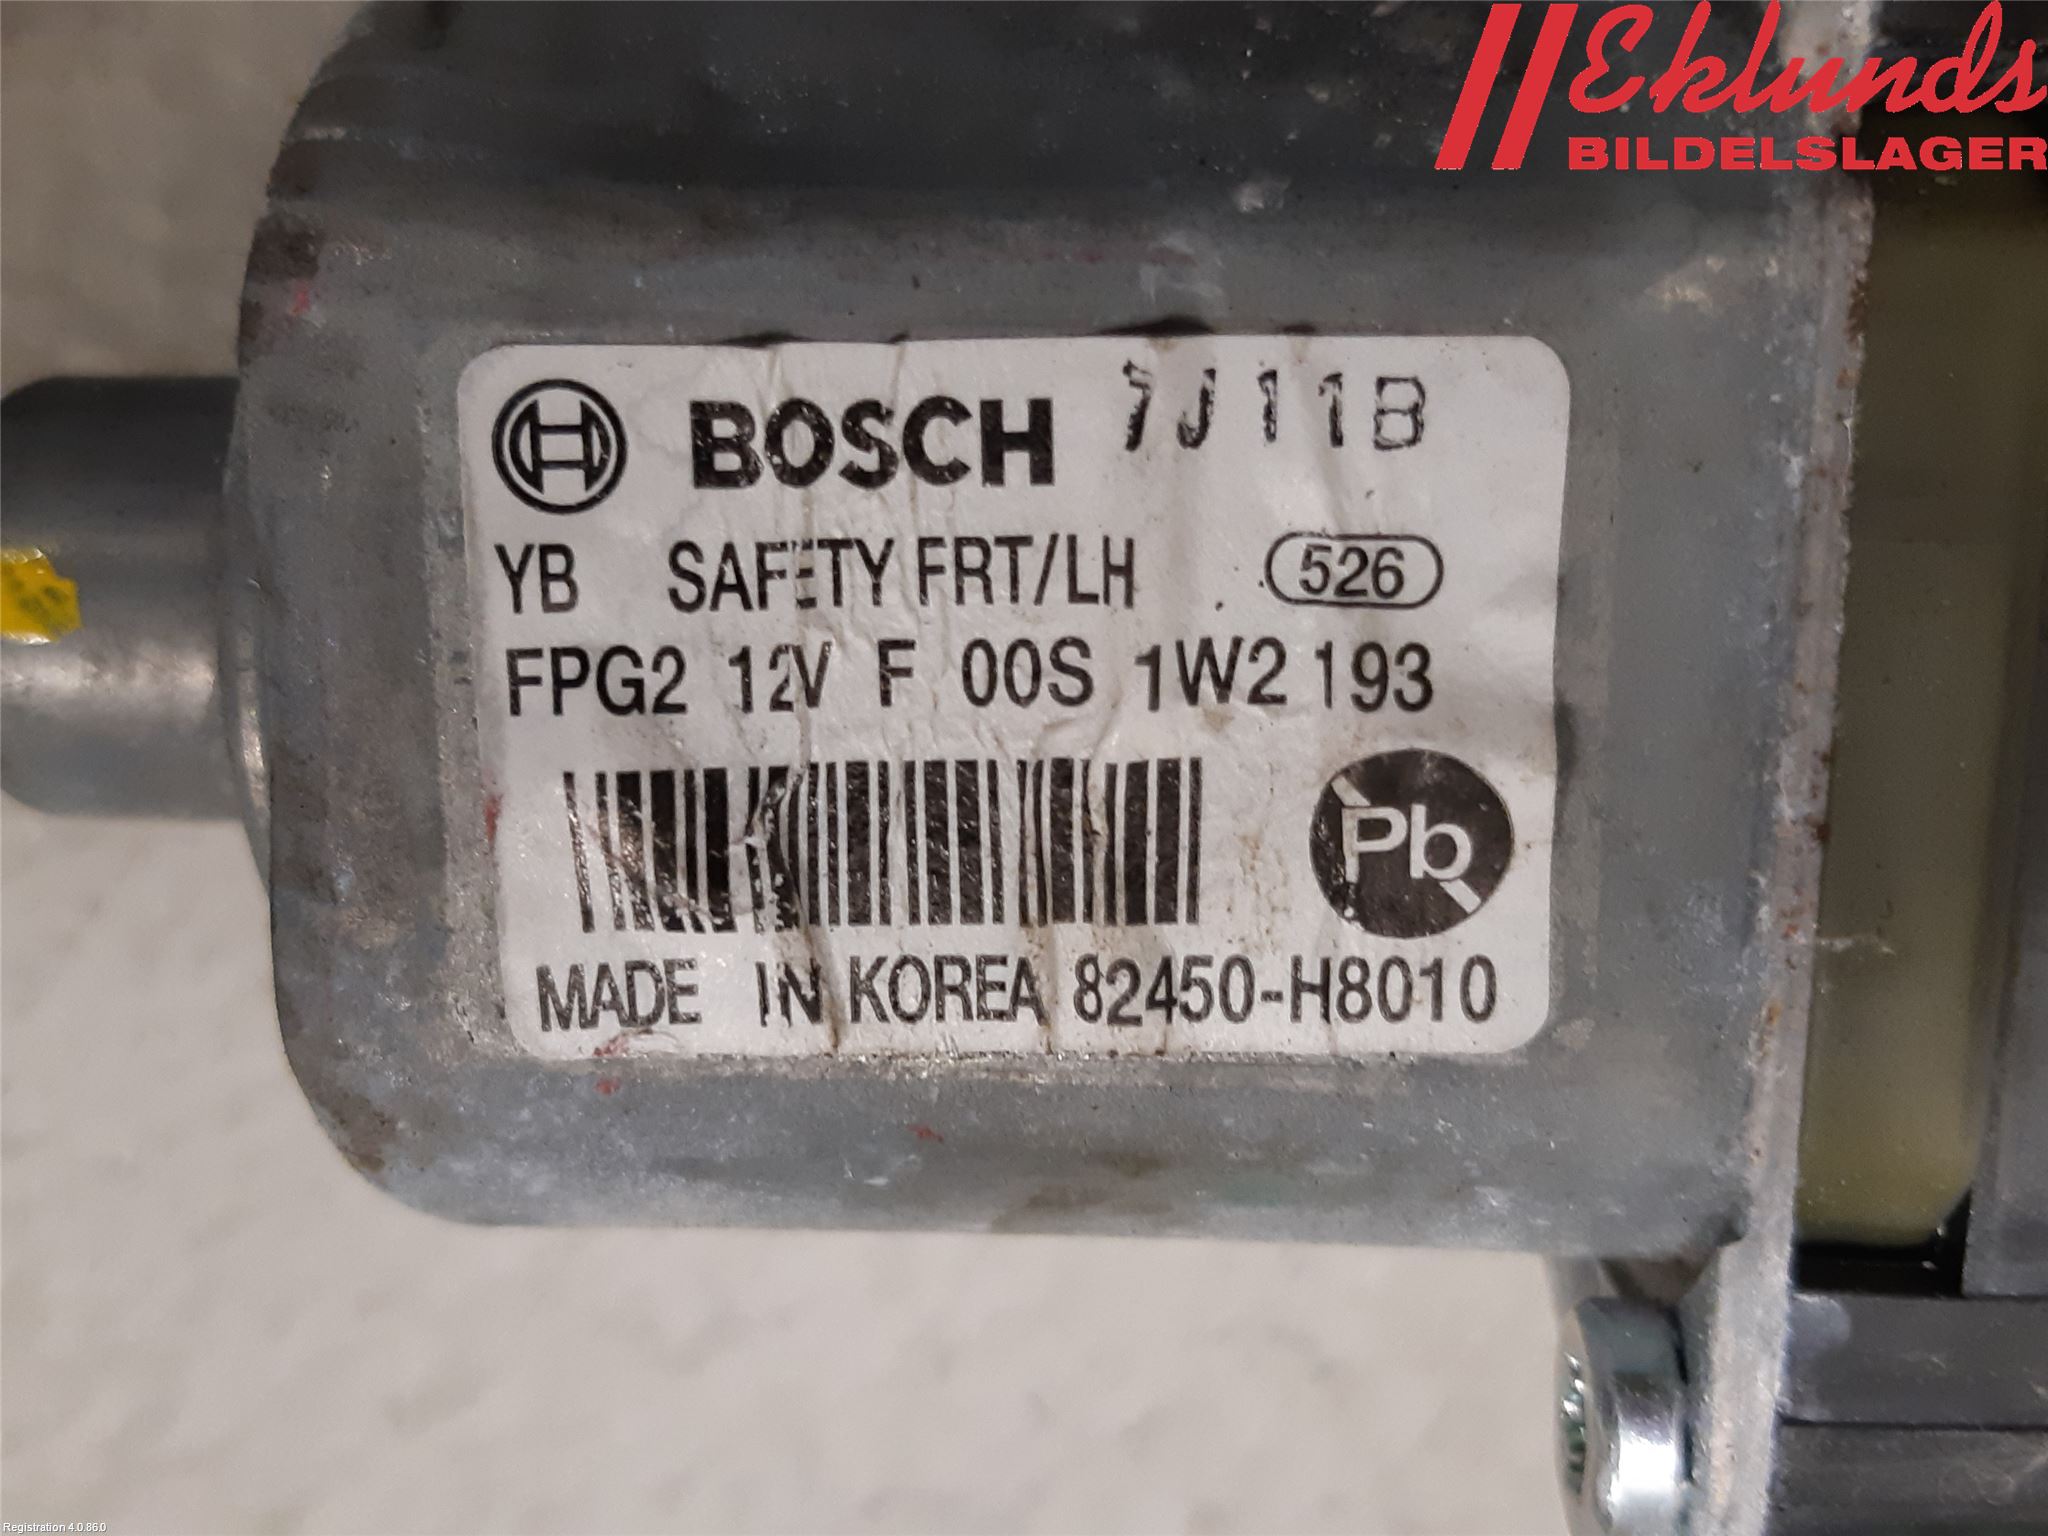 Eklunds
BILDELSLAGER
BOSCH 7J11B
YB SAFETY FRT/LH 526
FPG2 12V F 00S 1W2 193
Pb
MADE IN KOREA 82450-H8010
Registration 4.0.86.0